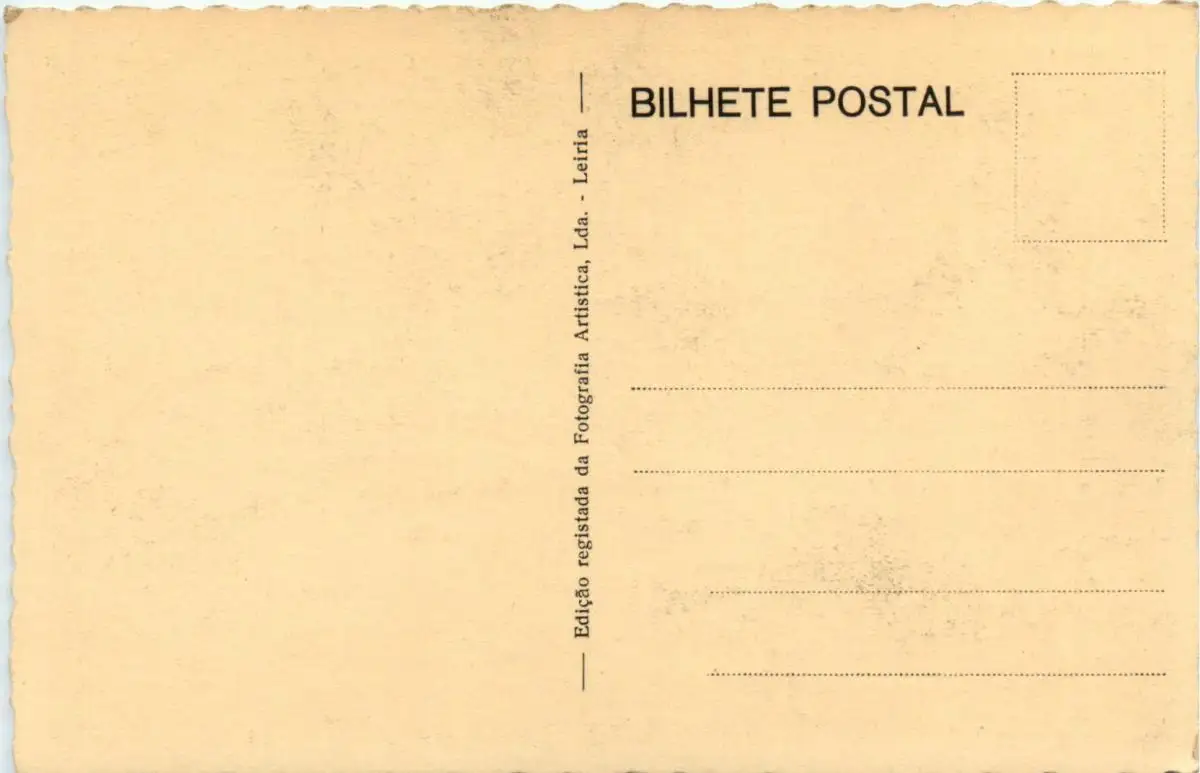 BILHETE POSTAL
Edição registada da Fotografia Artistica, Lda. - Leiria